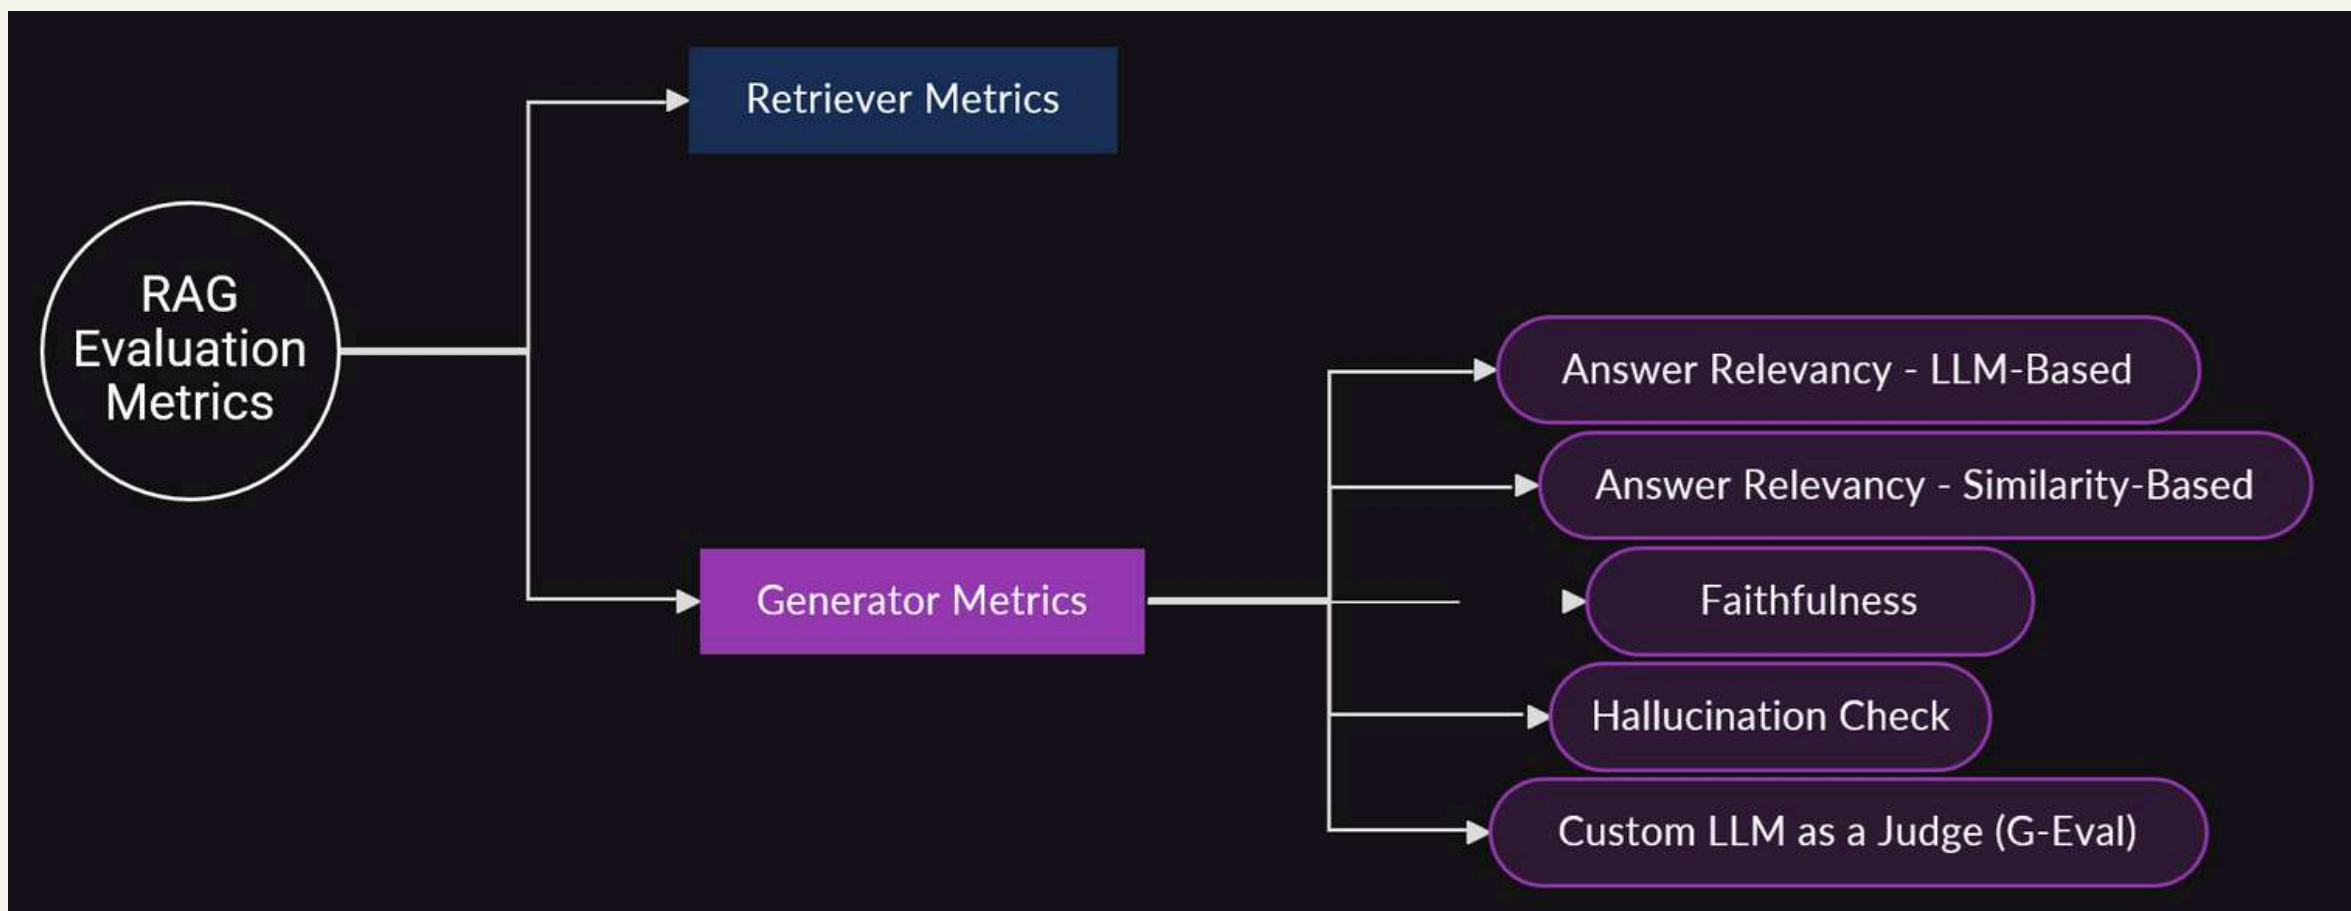 Retriever Metrics
RAG
Evaluation
Metrics
Generator Metrics
Answer Relevancy - LLM-Based
Answer Relevancy - Similarity-Based
Faithfulness
Hallucination Check
Custom LLM as a Judge (G-Eval)